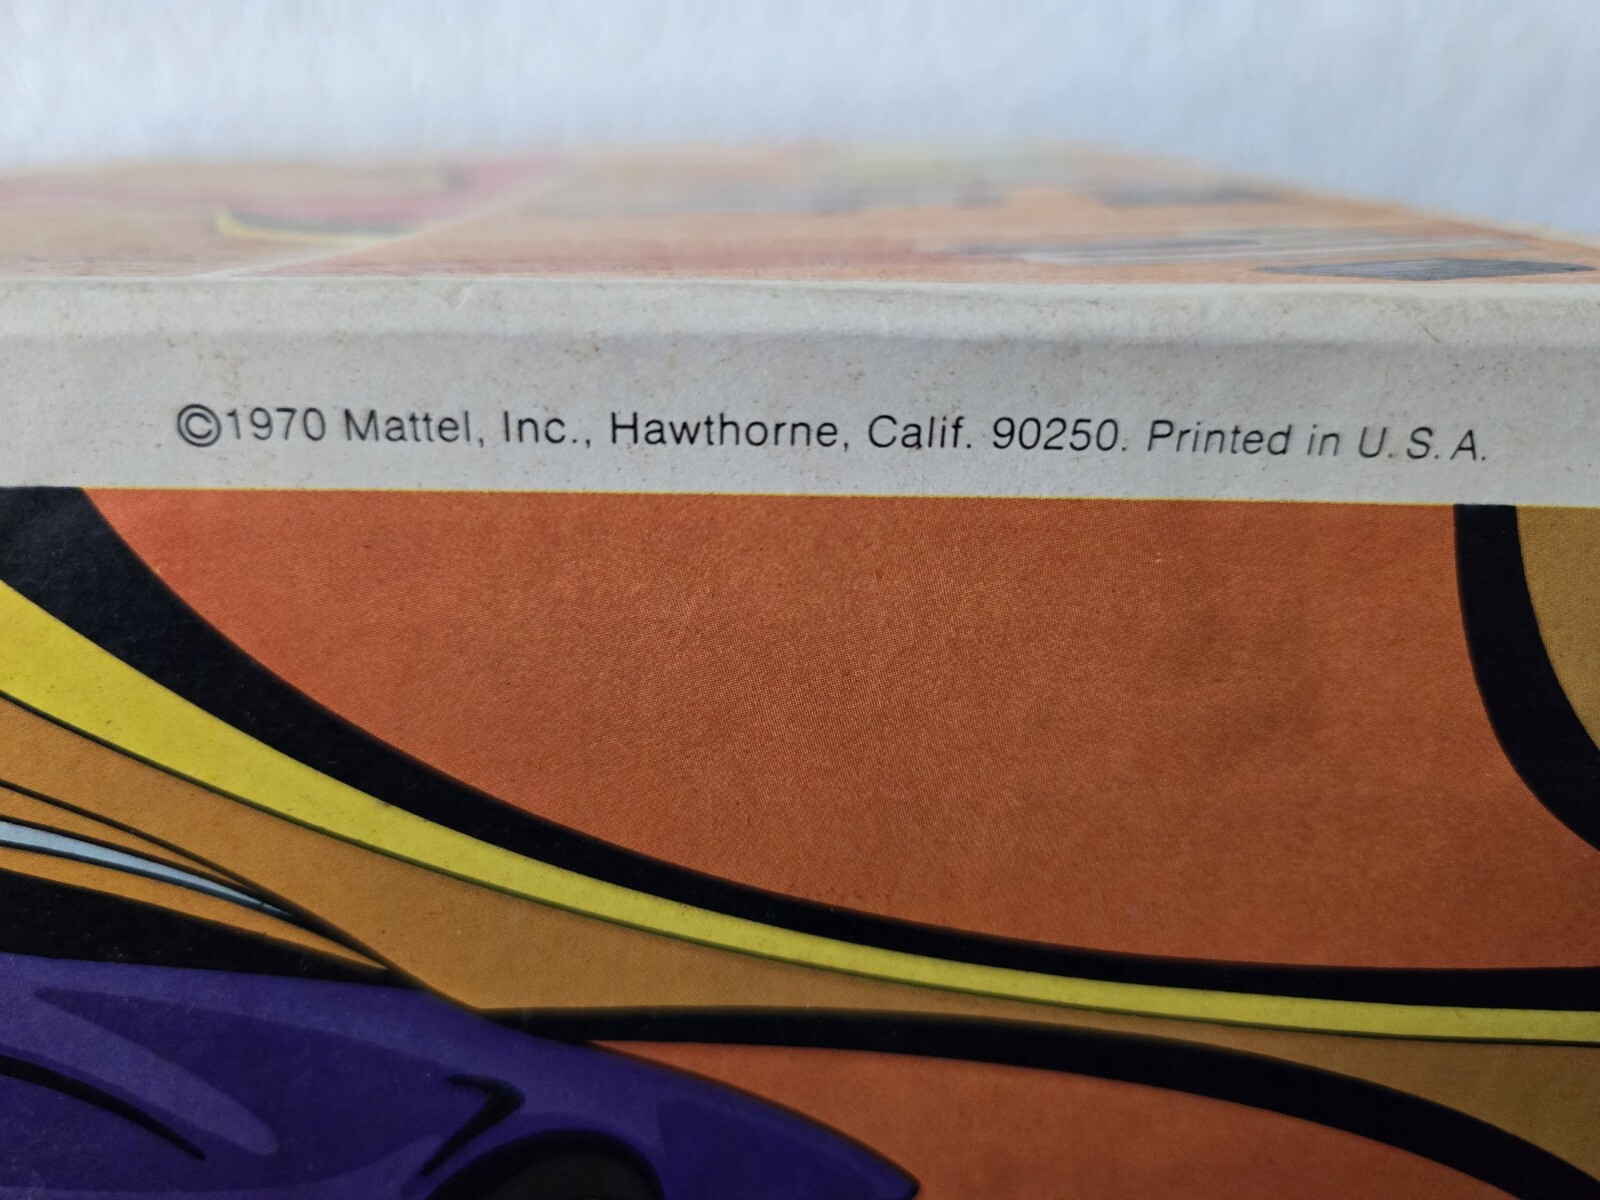 ©1970 Mattel, Inc., Hawthorne, Calif. 90250. Printed in U.S.A.